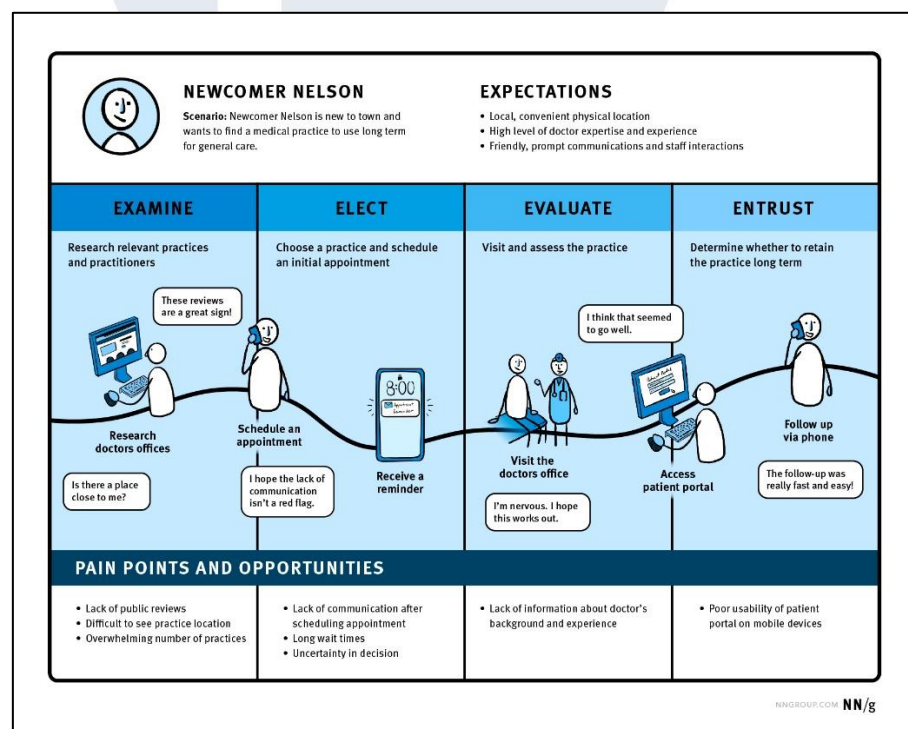 NEWCOMER NELSON
Scenario: Newcomer Nelson is new to town and
wants to find a medical practice to use long term
for general care.
EXPECTATIONS
• Local, convenient physical location
• High level of doctor expertise and experience
• Friendly, prompt communications and staff interactions
EXAMINE
Research relevant practices
and practitioners
These reviews
are a great sign!
Research
doctors offices
Is there a place
close to me?
ELECT
Choose a practice and schedule
an initial appointment
Schedule an
appointment
I hope the lack of
communication
isn't a red flag.
8:00
Appointment
Reminder
Receive a
reminder
EVALUATE
Visit and assess the practice
Visit the
doctors office
I'm nervous. I hope
this works out.
I think that seemed
to go well.
ENTRUST
Determine whether to retain
the practice long term
Access
patient portal
Follow up
via phone
The follow-up was
really fast and easy!
PAIN POINTS AND OPPORTUNITIES
• Lack of public reviews
• Difficult to see practice location
• Overwhelming number of practices
• Lack of communication after
scheduling appointment
• Long wait times
• Uncertainty in decision
• Lack of information about doctor's
background and experience
• Poor usability of patient
portal on mobile devices
NNGROUP.COM NN/g